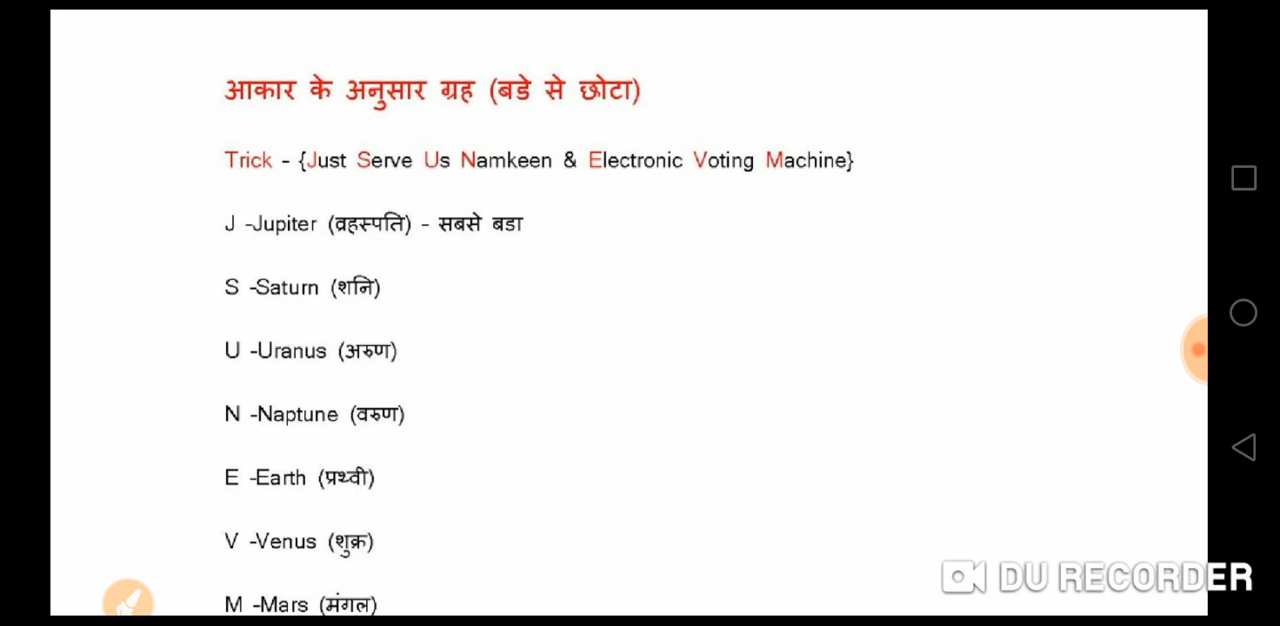 आकार के अनुसार ग्रह (बडे से छोटा)
Trick - {Just Serve Us Namkeen & Electronic Voting Machine}
J -Jupiter (व्रहस्पति) - सबसे बडा
S -Saturn (शनि)
U -Uranus (अरुण)
N -Naptune (वरुण)
E -Earth (प्रथ्वी)
V -Venus (शुक्र)
M -Mars (मंगल)
DU RECORDER